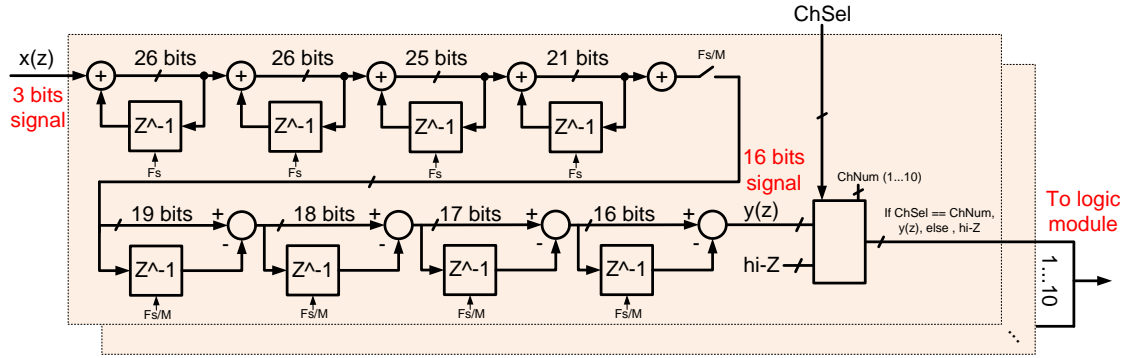 ChSel
x(z)
3 bits
signal
+
26 bits
+
26 bits
+
25 bits
+
21 bits
+
Fs/M
Z^-1
Z^-1
Z^-1
Z^-1
Fs
Fs
Fs
Fs
16 bits
signal
ChNum (1...10)
To logic
module
19 bits
+
-
18 bits
+
-
17 bits
+
-
16 bits
+
-
y(z)
If ChSel == ChNum,
y(z), else , hi-Z
Z^-1
Z^-1
Z^-1
Z^-1
hi-Z
1...10
Fs/M
Fs/M
Fs/M
Fs/M
...